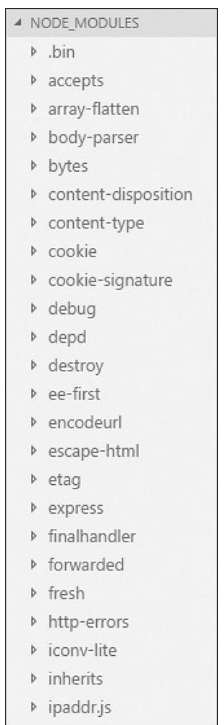 NODE_MODULES
.bin
accepts
array-flatten
body-parser
bytes
content-disposition
content-type
cookie
cookie-signature
debug
depd
destroy
ee-first
encodeurl
escape-html
etag
express
finalhandler
forwarded
fresh
http-errors
iconv-lite
inherits
ipaddr.js